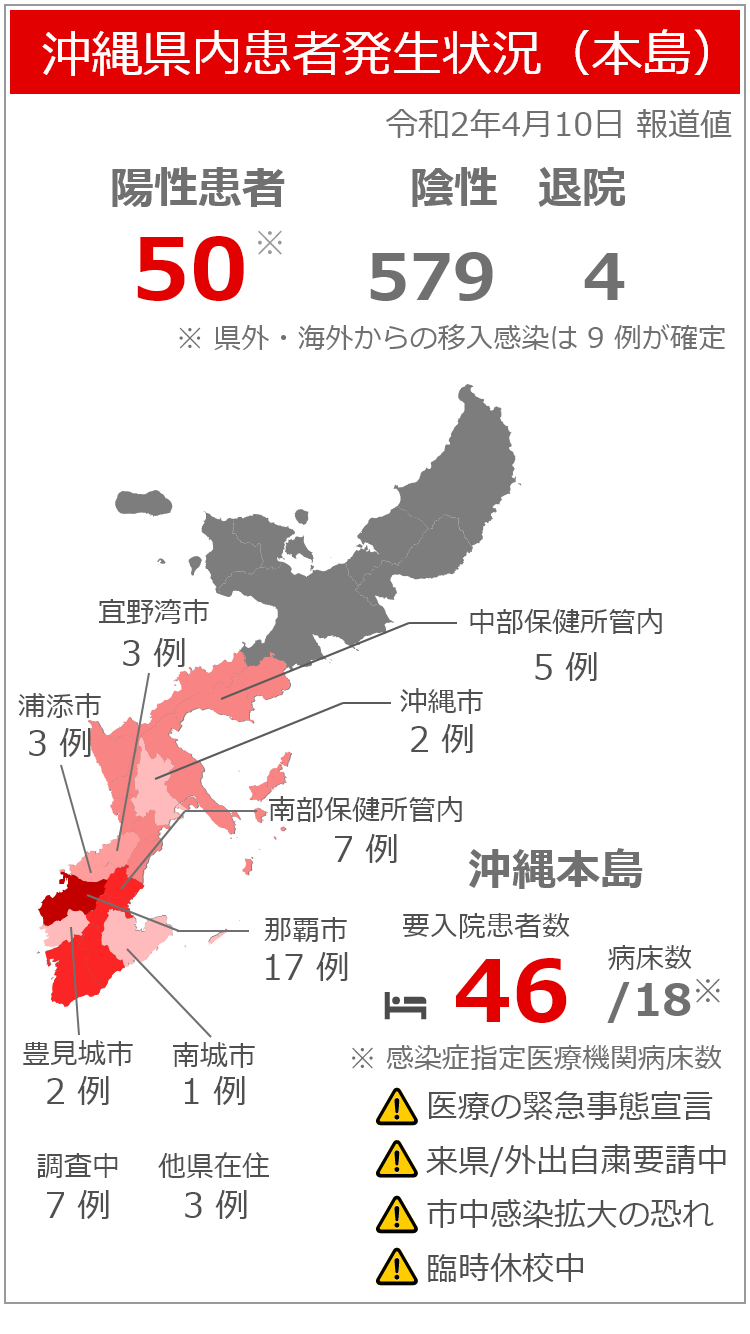 沖縄県内患者発生状況（本島）
令和2年4月10日 報道値
陽性患者 陰性 退院
50※ 579 4
※ 県外・海外からの移入感染は 9 例が確定
宜野湾市
3 例
中部保健所管内
5 例
浦添市
3 例
沖縄市
2 例
南部保健所管内
7 例
那覇市
17 例
沖縄本島
要入院患者数
46
病床数
/18※
※ 感染症指定医療機関病床数
豊見城市
2 例
南城市
1 例
調査中
7 例
他県在住
3 例
医療の緊急事態宣言
来県/外出自粛要請中
市中感染拡大の恐れ
臨時休校中